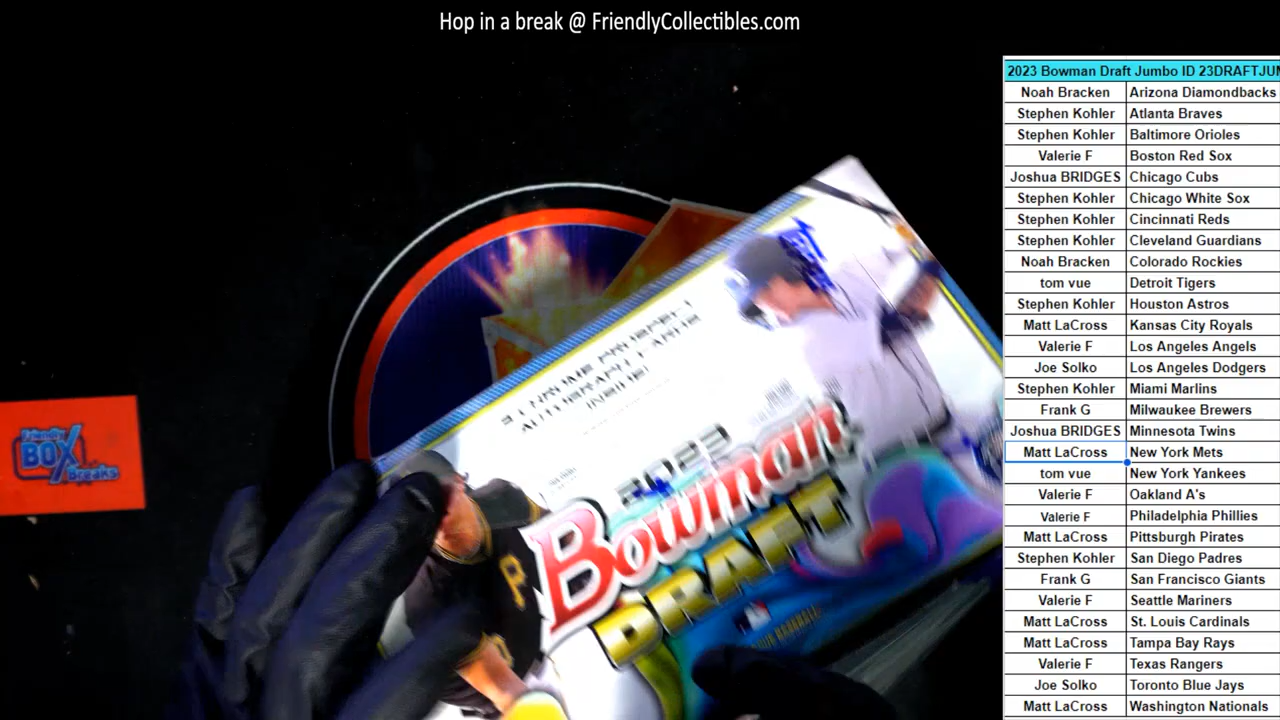 Hop in a break @ FriendlyCollectibles.com
2023 Bowman Draft Jumbo ID 23DRAFTJUM
Noah Bracken Arizona Diamondbacks
Stephen Kohler Atlanta Braves
Stephen Kohler Baltimore Orioles
Valerie F Boston Red Sox
Joshua BRIDGES Chicago Cubs
Stephen Kohler Chicago White Sox
Stephen Kohler Cincinnati Reds
Stephen Kohler Cleveland Guardians
Noah Bracken Colorado Rockies
tom vue Detroit Tigers
Stephen Kohler Houston Astros
Matt LaCross Kansas City Royals
Valerie F Los Angeles Angels
Joe Solko Los Angeles Dodgers
Stephen Kohler Miami Marlins
Frank G Milwaukee Brewers
Joshua BRIDGES Minnesota Twins
Matt LaCross New York Mets
tom vue New York Yankees
Valerie F Oakland A's
Valerie F Philadelphia Phillies
Matt LaCross Pittsburgh Pirates
Stephen Kohler San Diego Padres
Frank G San Francisco Giants
Valerie F Seattle Mariners
Matt LaCross St. Louis Cardinals
Matt LaCross Tampa Bay Rays
Valerie F Texas Rangers
Joe Solko Toronto Blue Jays
Matt LaCross Washington Nationals
3 CHROME PROSPECT
AUTOGRAPH CARDS
INSIDE!
2023
Bowman
DRAFT
P
Friendly
BOX
Breaks